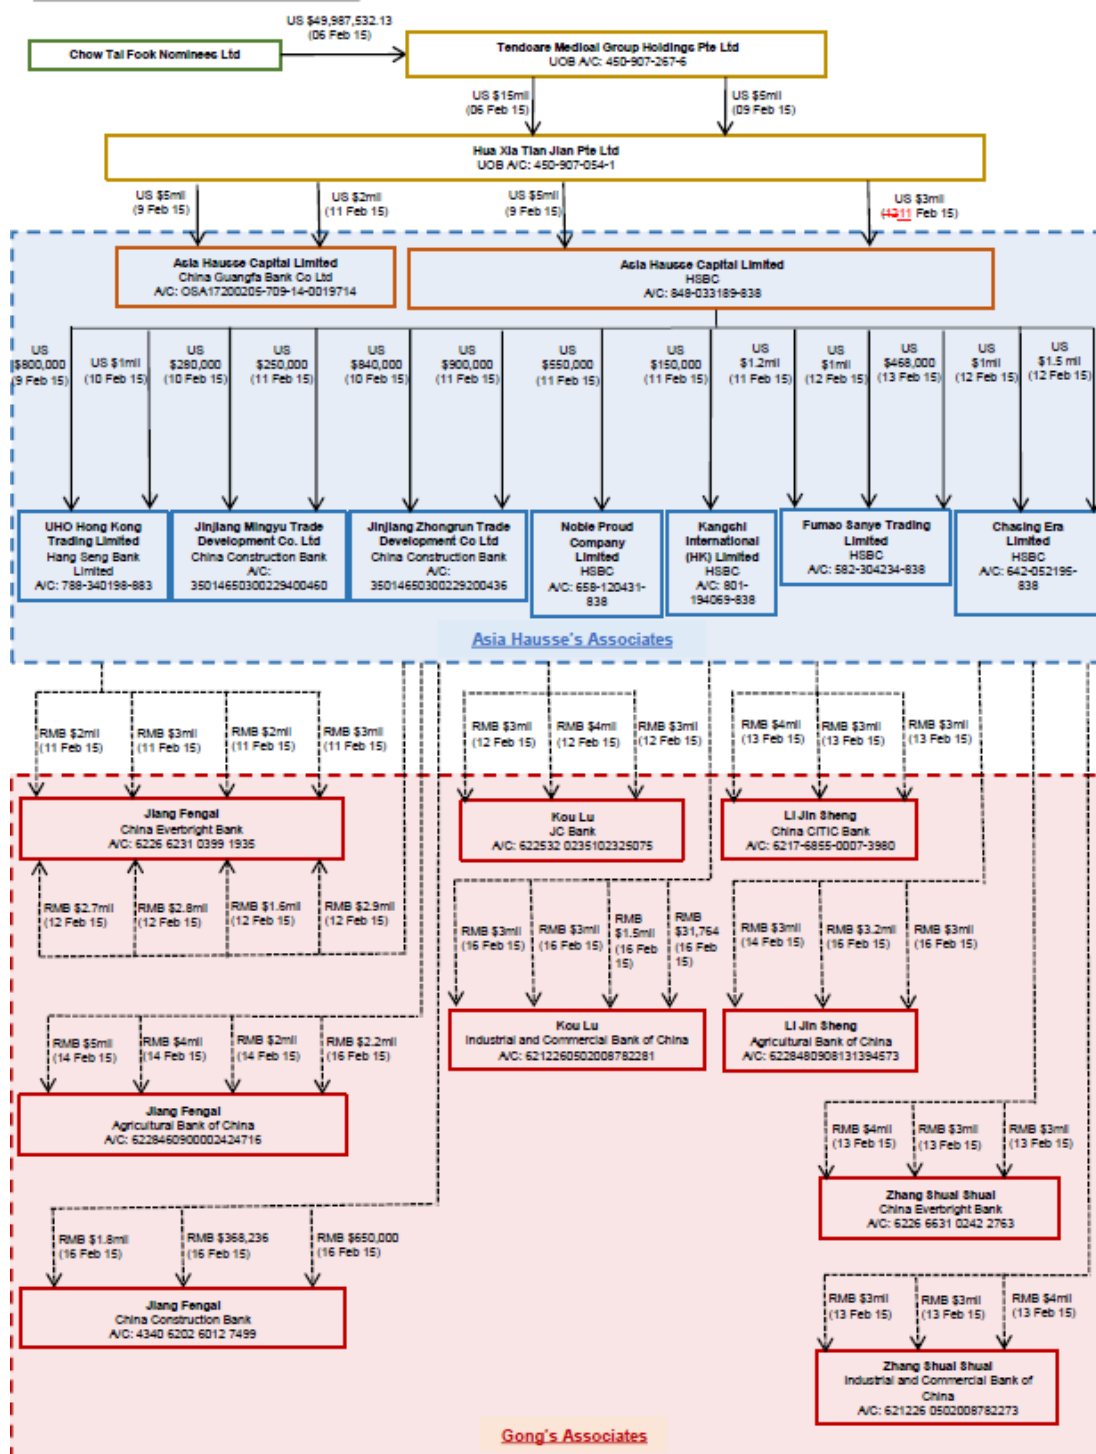 US $49,987,532.13
(06 Feb 15)
Chow Tai Fook Nominees Ltd
Tendcare Medical Group Holdings Pte Ltd
UOB A/C: 450-907-267-6
US $15mil
(06 Feb 15)
US $5mil
(09 Feb 15)
Hua Xia Tian Jian Pte Ltd
UOB A/C: 450-907-054-1
US $5mil
(9 Feb 15)
US $2mil
(11 Feb 15)
US $5mil
(9 Feb 15)
US $3mil
(1211 Feb 15)
Asia Hausse Capital Limited
China Guangfa Bank Co Ltd
A/C: OSA17200205-709-14-0019714
Asia Hausse Capital Limited
HSBC
A/C: 848-033189-838
US
$800,000
(9 Feb 15)
US $1mil
(10 Feb 15)
US
$280,000
(10 Feb 15)
US
$250,000
(11 Feb 15)
US
$840,000
(10 Feb 15)
US
$900,000
(11 Feb 15)
US
$550,000
(11 Feb 15)
US
$150,000
(11 Feb 15)
US
$1.2mil
(11 Feb 15)
US
$1mil
(12 Feb 15)
US
$468,000
(13 Feb 15)
US
$1mil
(12 Feb 15)
US
$1.5 mil
(12 Feb 15)
UHO Hong Kong
Trading Limited
Hang Seng Bank
Limited
A/C: 788-340198-883
Jinjiang Mingyu Trade
Development Co. Ltd
China Construction Bank
A/C:
35014650300229400460
Jinjiang Zhongrun Trade
Development Co Ltd
China Construction Bank
A/C:
35014650300229200436
Noble Proud
Company
Limited
HSBC
A/C: 658-120431-
838
Kangshi
International
(HK) Limited
HSBC
A/C: 801-
194069-838
Fumao Sanye Trading
Limited
HSBC
A/C: 582-304234-838
Chasing Era
Limited
HSBC
A/C: 642-052195-
838
Asia Hausse's Associates
RMB $2mil
(11 Feb 15)
RMB $3mil
(11 Feb 15)
RMB $2mil
(11 Feb 15)
RMB $3mil
(11 Feb 15)
RMB $3mil
(12 Feb 15)
RMB $4mil
(12 Feb 15)
RMB $3mil
(12 Feb 15)
RMB $4mil
(13 Feb 15)
RMB $3mil
(13 Feb 15)
RMB $3mil
(13 Feb 15)
Jiang Fengai
China Everbright Bank
A/C: 6226 6231 0399 1935
Kou Lu
JC Bank
A/C: 622532 0235102325075
Li Jin Sheng
China CITIC Bank
A/C: 6217-6855-0007-3980
RMB $2.7mil
(12 Feb 15)
RMB $2.8mil
(12 Feb 15)
RMB $1.6mil
(12 Feb 15)
RMB $2.9mil
(12 Feb 15)
RMB $3mil
(16 Feb 15)
RMB $3mil
(16 Feb 15)
RMB
$1.5mil
(16 Feb
15)
RMB
$31,764
(16 Feb
15)
RMB $3mil
(14 Feb 15)
RMB $3.2mil
(16 Feb 15)
RMB $3mil
(16 Feb 15)
Kou Lu
Industrial and Commercial Bank of China
A/C: 6212260502008782281
Li Jin Sheng
Agricultural Bank of China
A/C: 6228480908131394573
RMB $5mil
(14 Feb 15)
RMB $4mil
(14 Feb 15)
RMB $2mil
(14 Feb 15)
RMB $2.2mil
(16 Feb 15)
Jiang Fengai
Agricultural Bank of China
A/C: 6228460900002424716
RMB $4mil
(13 Feb 15)
RMB $3mil
(13 Feb 15)
RMB $3mil
(13 Feb 15)
Zhang Shuai Shuai
China Everbright Bank
A/C: 6226 6631 0242 2763
RMB $1.8mil
(16 Feb 15)
RMB $368,236
(16 Feb 15)
RMB $650,000
(16 Feb 15)
Jiang Fengai
China Construction Bank
A/C: 4340 6202 6012 7499
RMB $3mil
(13 Feb 15)
RMB $3mil
(13 Feb 15)
RMB $4mil
(13 Feb 15)
Zhang Shuai Shuai
Industrial and Commercial Bank of
China
A/C: 621226 0502008782273
Gong's Associates